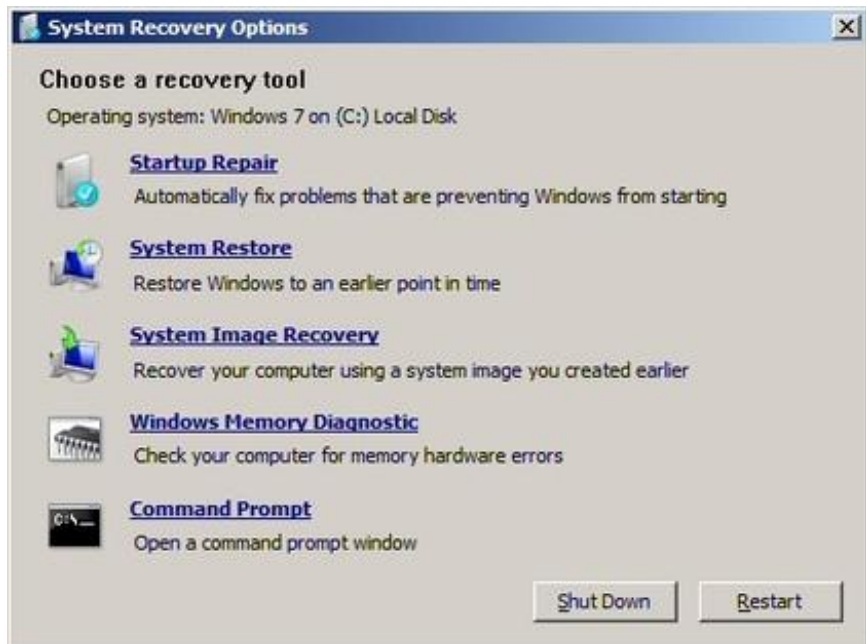 System Recovery Options
Choose a recovery tool
Operating system: Windows 7 on (C:) Local Disk
Startup Repair
Automatically fix problems that are preventing Windows from starting
System Restore
Restore Windows to an earlier point in time
System Image Recovery
Recover your computer using a system image you created earlier
Windows Memory Diagnostic
Check your computer for memory hardware errors
C:\_
Command Prompt
Open a command prompt window
Shut Down
Restart